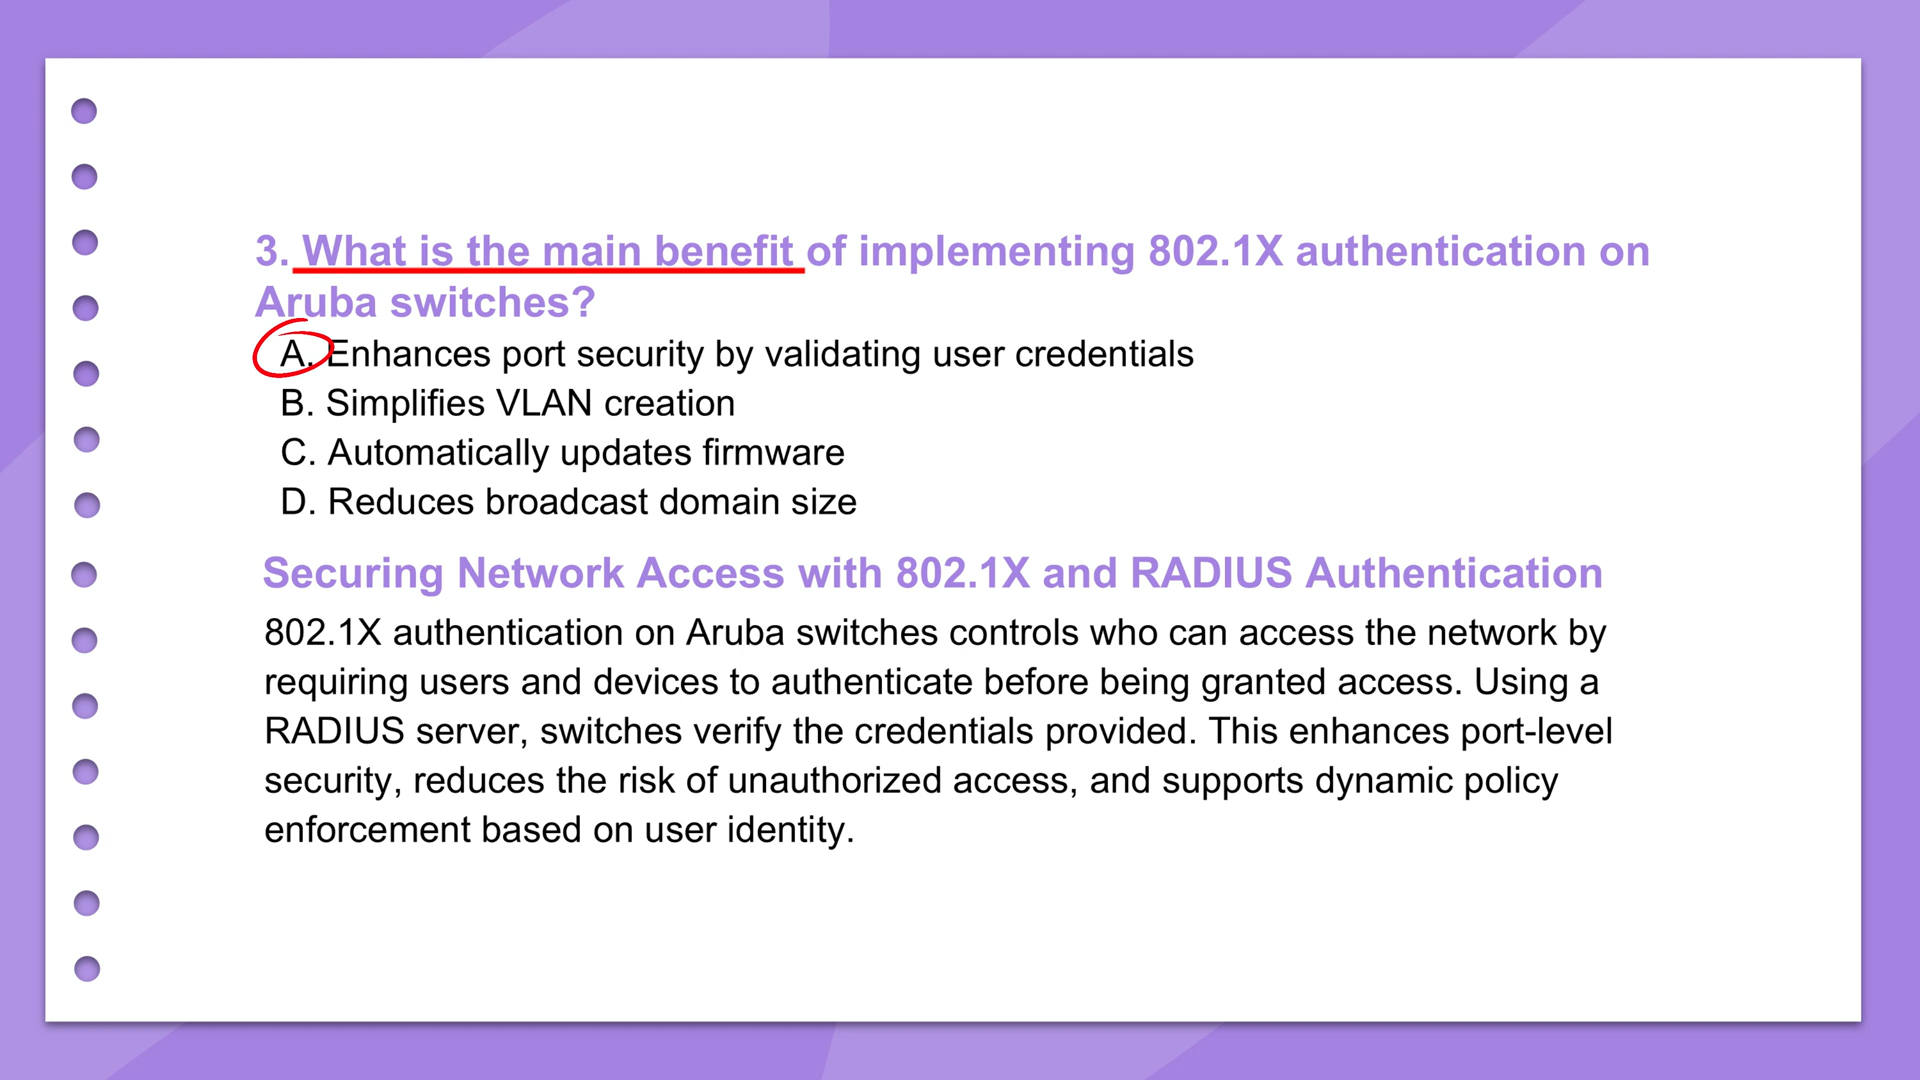 3. What is the main benefit of implementing 802.1X authentication on
Aruba switches?
A. Enhances port security by validating user credentials
B. Simplifies VLAN creation
C. Automatically updates firmware
D. Reduces broadcast domain size
Securing Network Access with 802.1X and RADIUS Authentication
802.1X authentication on Aruba switches controls who can access the network by
requiring users and devices to authenticate before being granted access. Using a
RADIUS server, switches verify the credentials provided. This enhances port-level
security, reduces the risk of unauthorized access, and supports dynamic policy
enforcement based on user identity.